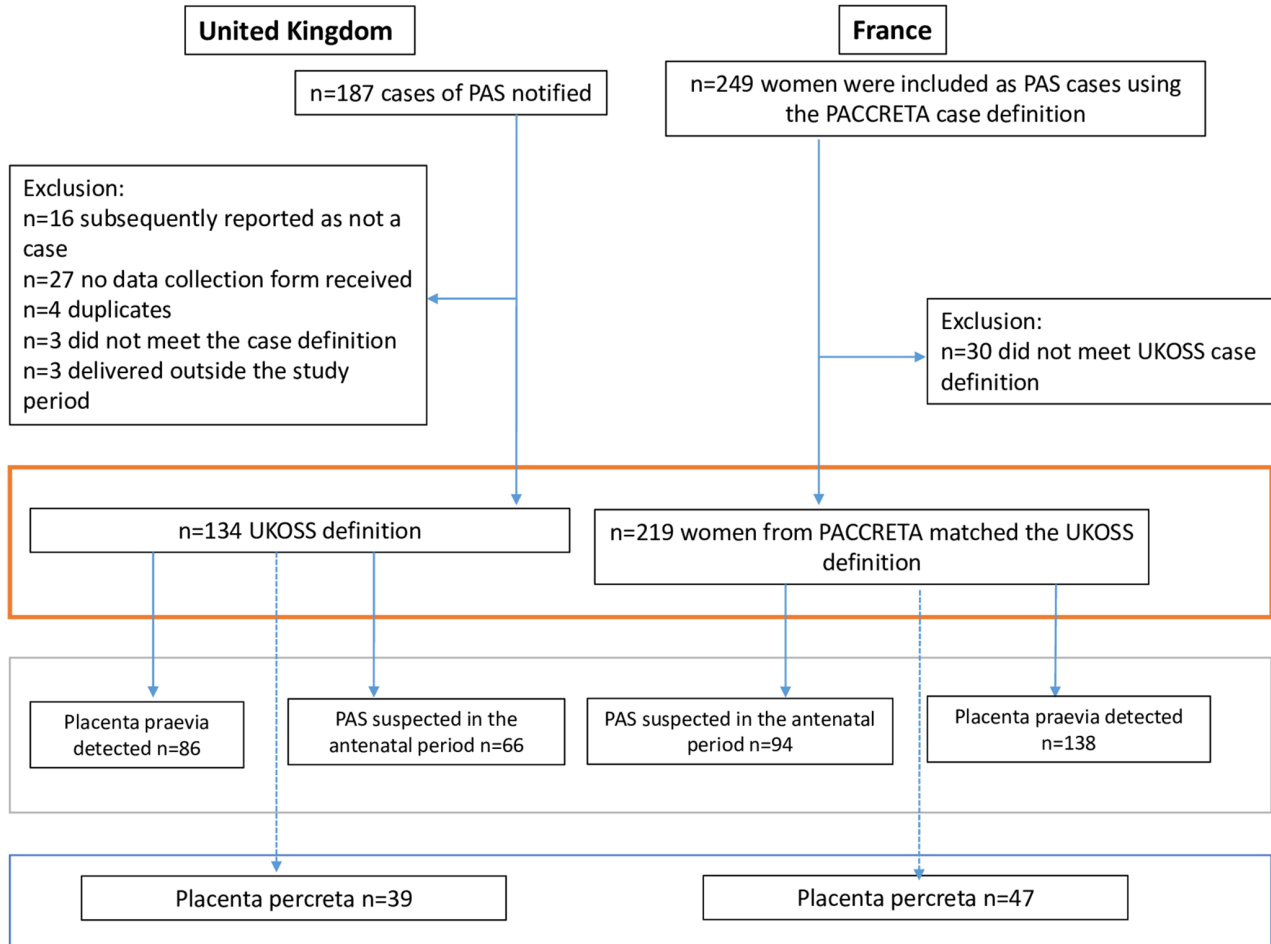 United Kingdom
France
n=187 cases of PAS notified
n=249 women were included as PAS cases using
the PACCRETA case definition
Exclusion:
n=16 subsequently reported as not a
case
n=27 no data collection form received
n=4 duplicates
n=3 did not meet the case definition
n=3 delivered outside the study
period
Exclusion:
n=30 did not meet UKOSS case
definition
n=134 UKOSS definition
n=219 women from PACCRETA matched the UKOSS
definition
Placenta praevia
detected n=86
PAS suspected in the
antenatal period n=66
PAS suspected in the antenatal
period n=94
Placenta praevia detected
n=138
Placenta percreta n=39
Placenta percreta n=47